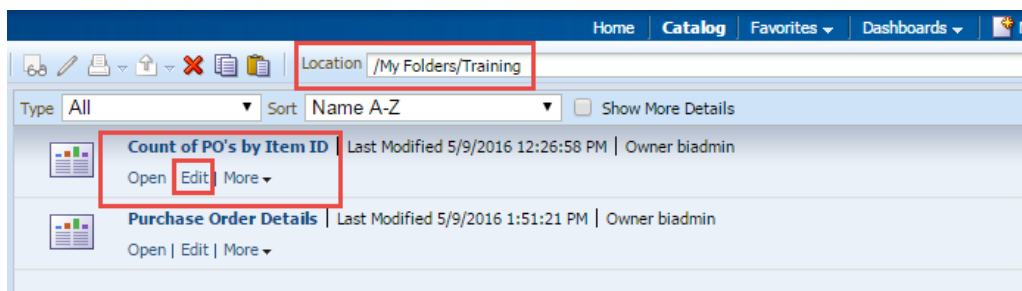 Home Catalog Favorites Dashboards
Location /My Folders/Training
Type All Sort Name A-Z Show More Details
Count of PO's by Item ID | Last Modified 5/9/2016 12:26:58 PM | Owner biadmin
Open | Edit | More
Purchase Order Details | Last Modified 5/9/2016 1:51:21 PM | Owner biadmin
Open | Edit | More